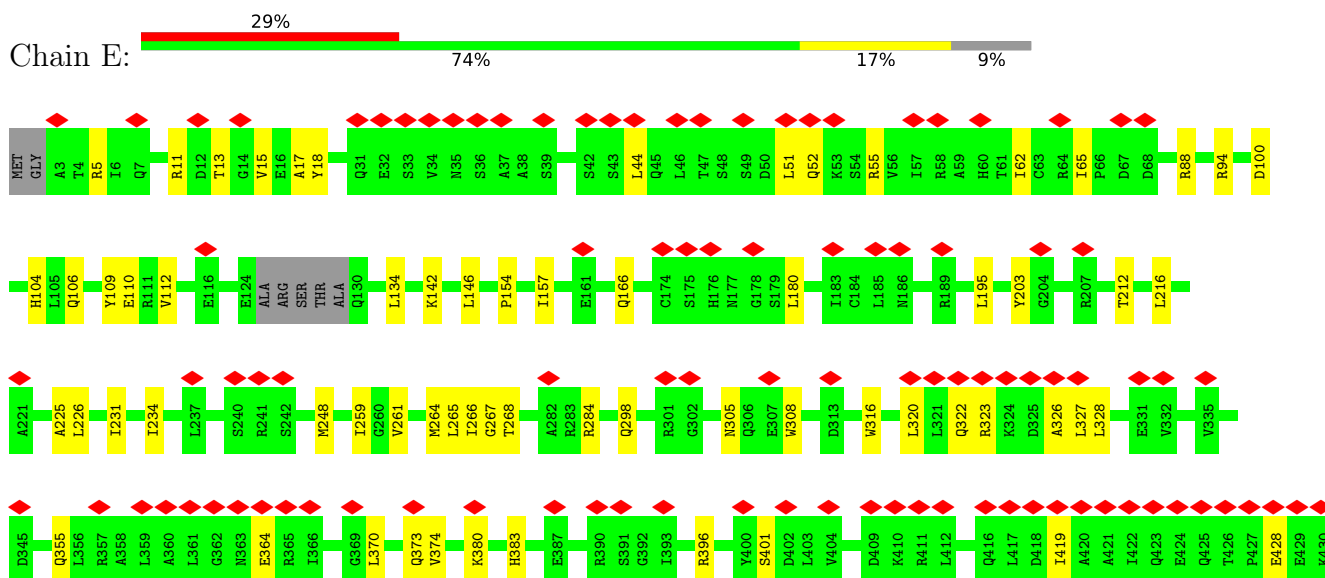 29%
Chain E:
74% 17% 9%
MET GLY A3 T4 R5 I6 Q7 R11 D12 T13 G14 V15 E16 A17 Y18 Q31 E32 S33 V34 N35 S36 A37 A38 S39 S42 S43 L44 Q45 L46 T47 S48 S49 D50 L51 Q52 K53 S54 R55 V56 I57 R58 A59 H60 T61 I62 C63 R64 I65 P66 D67 D68 R88 R94 D100
H104 L105 Q106 Y109 E110 R111 V112 E116 E124 ALA ARG SER THR ALA Q130 L134 K142 L146 P154 I157 E161 Q166 C174 S175 H176 N177 G178 S179 L180 I183 C184 L185 N186 R189 L195 Y203 G204 R207 T212 L216
A221 A225 L226 I231 I234 L237 S240 R241 S242 M248 I259 G260 V261 M264 L265 I266 G267 T268 A282 R283 R284 Q298 R301 G302 N305 Q306 E307 W308 D313 W316 L320 L321 Q322 R323 K324 D325 A326 L327 L328 E331 V332 V335
D345 Q355 L356 R357 A358 L359 A360 L361 G362 N363 E364 R365 I366 G369 L370 Q373 V374 K380 H383 E387 R390 S391 G392 I393 R396 Y400 S401 D402 L403 V404 D409 K410 R411 L412 Q416 L417 D418 I419 A420 A421 I422 Q423 E424 Q425 T426 P427 E428 E429 K430